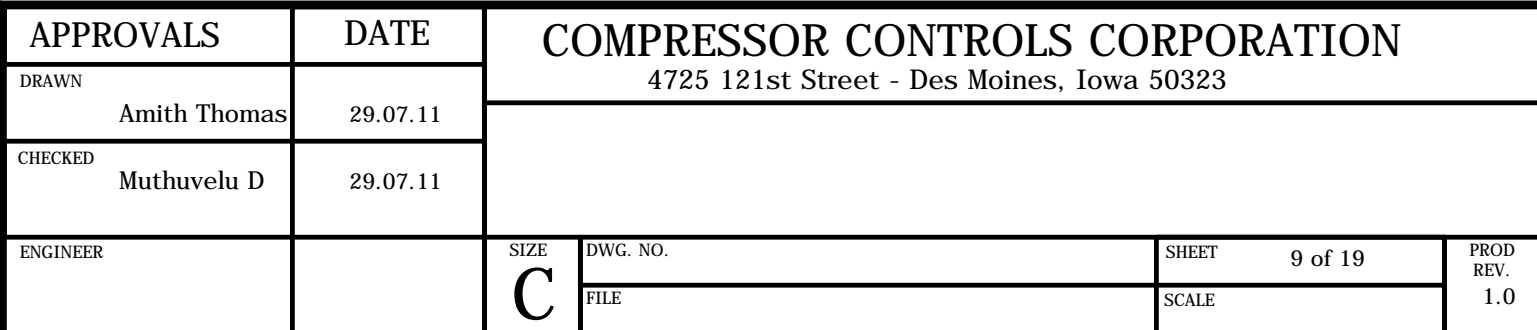 APPROVALS DATE
COMPRESSOR CONTROLS CORPORATION
4725 121st Street - Des Moines, Iowa 50323
DRAWN
Amith Thomas 29.07.11
CHECKED
Muthuvelu D 29.07.11
ENGINEER
SIZE
C
DWG. NO.
FILE
SHEET 9 of 19
SCALE
PROD
REV.
1.0